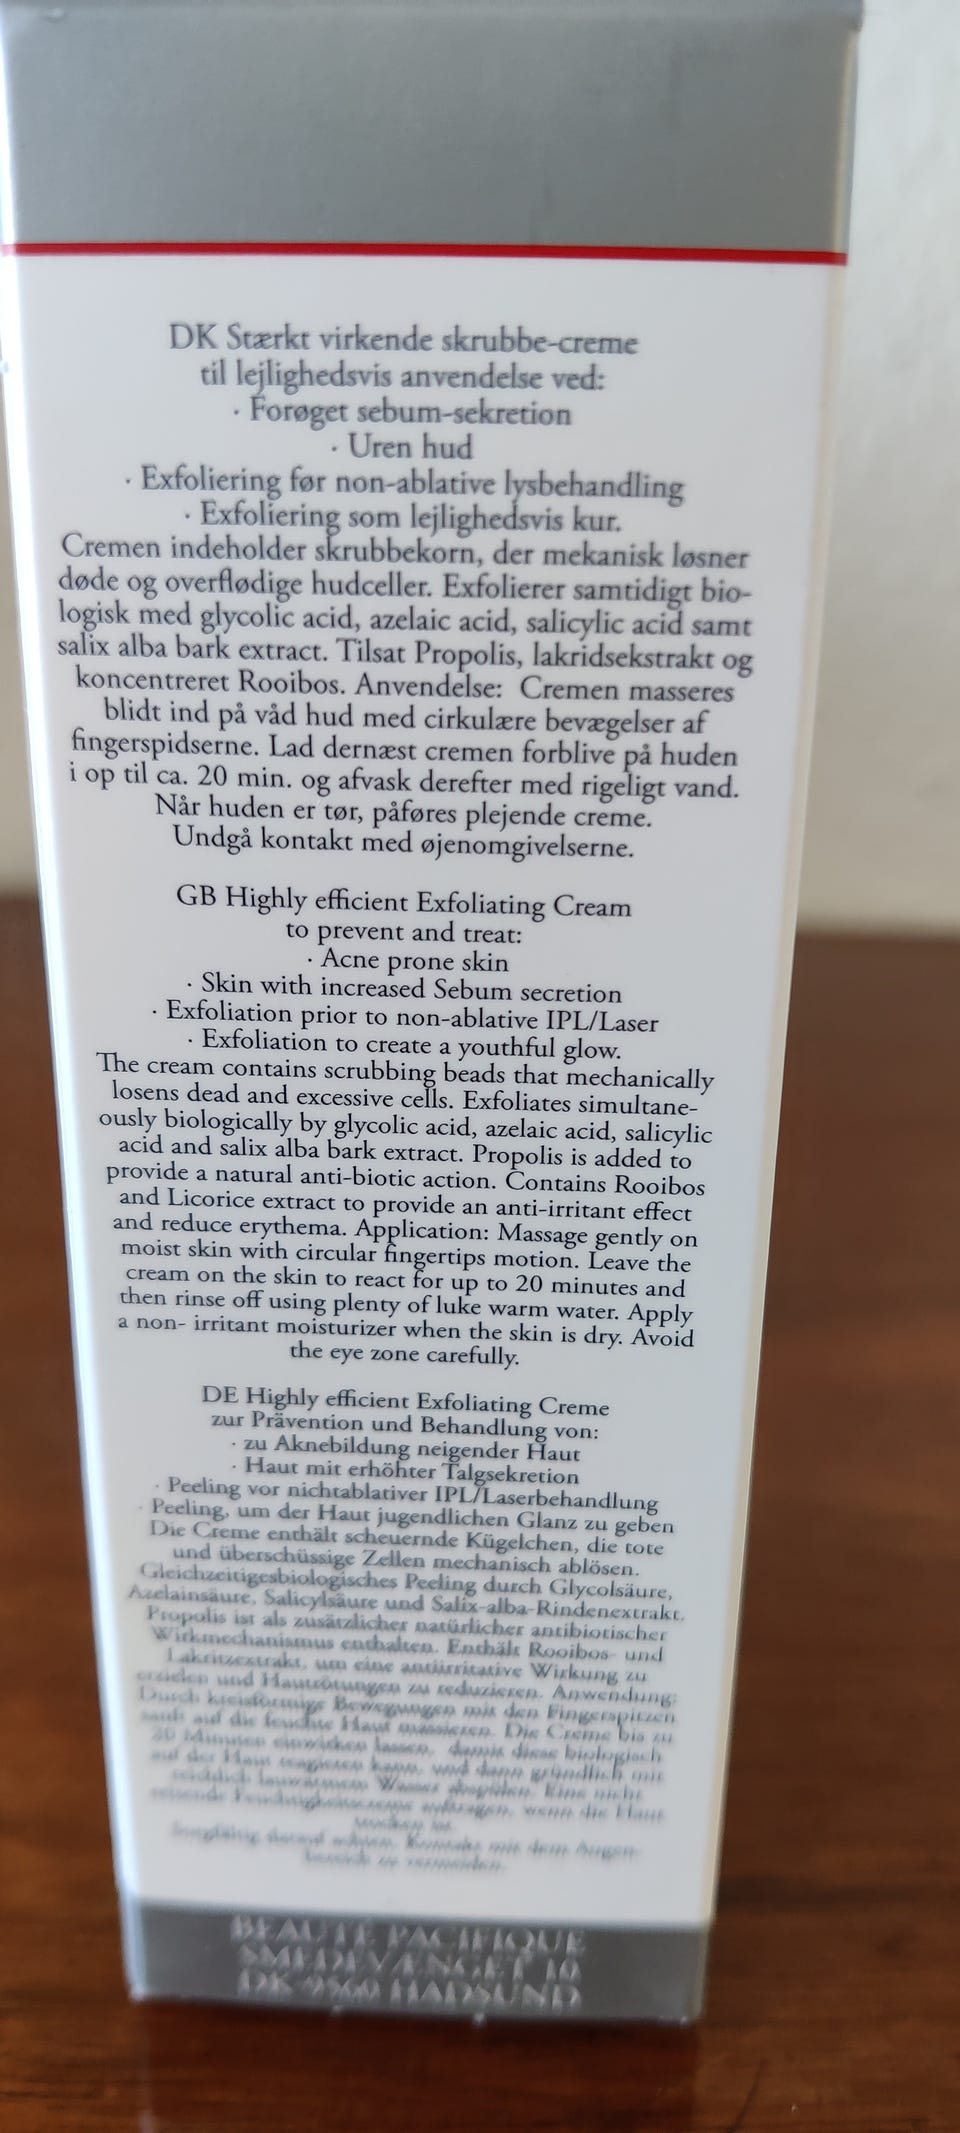 DK Stærkt virkende skrubbe-creme
til lejlighedsvis anvendelse ved:
· Forøget sebum-sekretion
· Uren hud
· Exfoliering før non-ablative lysbehandling
· Exfoliering som lejlighedsvis kur.
Cremen indeholder skrubbekorn, der mekanisk løsner
døde og overflødige hudceller. Exfolierer samtidigt bio-
logisk med glycolic acid, azelaic acid, salicylic acid samt
salix alba bark extract. Tilsat Propolis, lakridsekstrakt og
koncentreret Rooibos. Anvendelse: Cremen masseres
blidt ind på våd hud med cirkulære bevægelser af
fingerspidserne. Lad dernæst cremen forblive på huden
i op til ca. 20 min. og afvask derefter med rigeligt vand.
Når huden er tør, påføres plejende creme.
Undgå kontakt med øjenomgivelserne.
GB Highly efficient Exfoliating Cream
to prevent and treat:
· Acne prone skin
· Skin with increased Sebum secretion
· Exfoliation prior to non-ablative IPL/Laser
· Exfoliation to create a youthful glow.
The cream contains scrubbing beads that mechanically
losens dead and excessive cells. Exfoliates simultane-
ously biologically by glycolic acid, azelaic acid, salicylic
acid and salix alba bark extract. Propolis is added to
provide a natural anti-biotic action. Contains Rooibos
and Licorice extract to provide an anti-irritant effect
and reduce erythema. Application: Massage gently on
moist skin with circular fingertips motion. Leave the
cream on the skin to react for up to 20 minutes and
then rinse off using plenty of luke warm water. Apply
a non- irritant moisturizer when the skin is dry. Avoid
the eye zone carefully.
DE Highly efficient Exfoliating Creme
zur Prävention und Behandlung von:
· zu Aknebildung neigender Haut
· Haut mit erhöhter Talgsekretion
· Peeling vor nichtablativer IPL/Laserbehandlung
· Peeling, um der Haut jugendlichen Glanz zu geben
Die Creme enthält scheuernde Kügelchen, die tote
und überschüssige Zellen mechanisch ablösen.
Gleichzeitigesbiologisches Peeling durch Glycolsäure,
Azelainsäure, Salicylsäure und Salix-alba-Rindenextrakt.
Propolis ist als zusätzlicher natürlicher antibiotischer
Wirkmechanismus enthalten. Enthält Rooibos- und
Lakritzextrakt, um eine antiirritative Wirkung zu
erzielen und Hautrötungen zu reduzieren. Anwendung:
Durch kreisförmige Bewegungen mit den Fingerspitzen
sanft auf die feuchte Haut massieren. Die Creme bis zu
20 Minuten einwirken lassen, damit diese biologisch
auf der Haut reagieren kann, und dann gründlich mit
reichlich lauwarmem Wasser abspülen. Eine nicht
reizende Feuchtigkeitscreme auftragen, wenn die Haut
trocken ist.
Sorgfältig darauf achten, Kontakt mit dem Augen-
bereich zu vermeiden.
BEAUTÉ PACIFIQUE
SMEDEVÆNGET 10
DK-9560 HADSUND